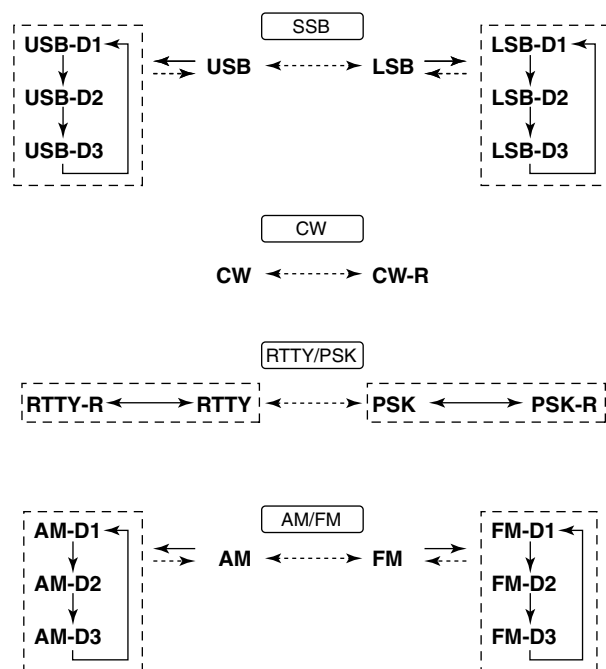 SSB
USB-D1
USB-D2
USB-D3
USB
LSB
LSB-D1
LSB-D2
LSB-D3
CW
CW
CW-R
RTTY/PSK
RTTY-R
RTTY
PSK
PSK-R
AM/FM
AM-D1
AM-D2
AM-D3
AM
FM
FM-D1
FM-D2
FM-D3